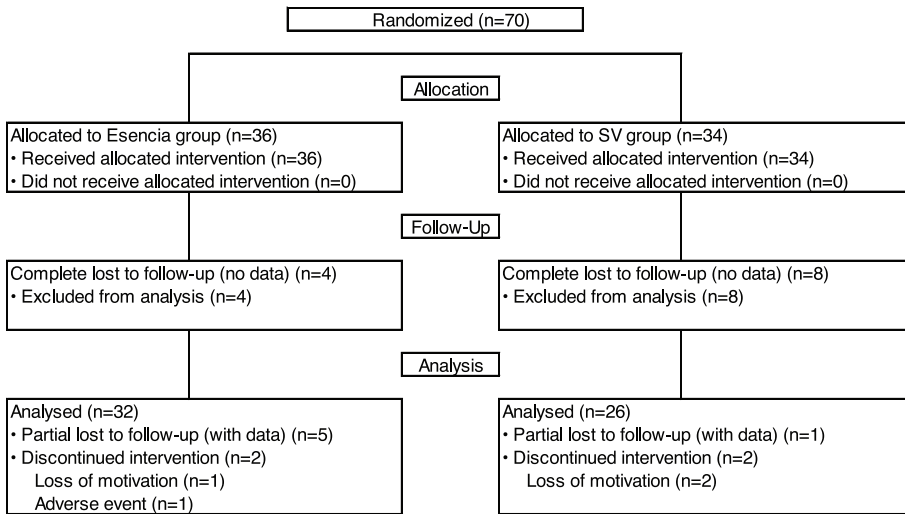 Randomized (n=70)
Allocation
Allocated to Esencia group (n=36)
• Received allocated intervention (n=36)
• Did not receive allocated intervention (n=0)
Allocated to SV group (n=34)
• Received allocated intervention (n=34)
• Did not receive allocated intervention (n=0)
Follow-Up
Complete lost to follow-up (no data) (n=4)
• Excluded from analysis (n=4)
Complete lost to follow-up (no data) (n=8)
• Excluded from analysis (n=8)
Analysis
Analysed (n=32)
• Partial lost to follow-up (with data) (n=5)
• Discontinued intervention (n=2)
Loss of motivation (n=1)
Adverse event (n=1)
Analysed (n=26)
• Partial lost to follow-up (with data) (n=1)
• Discontinued intervention (n=2)
Loss of motivation (n=2)